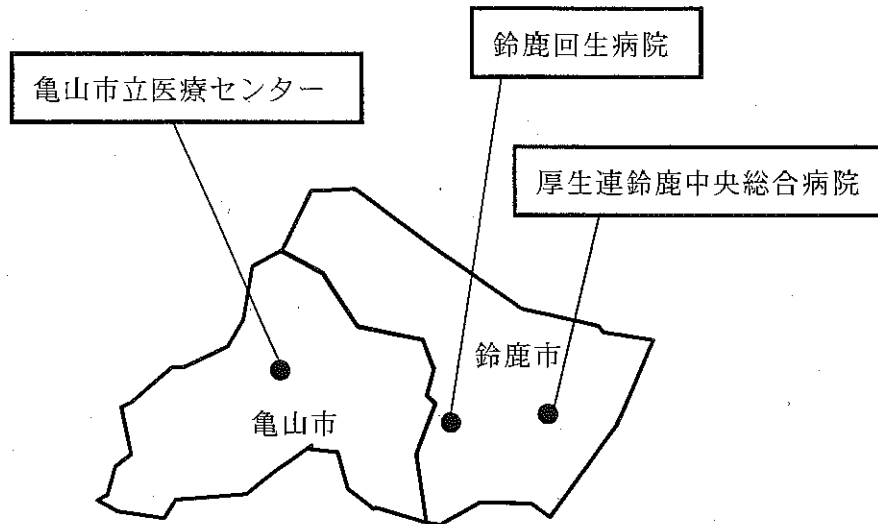 鈴鹿回生病院
亀山市立医療センター
厚生連鈴鹿中央総合病院
鈴鹿市
亀山市